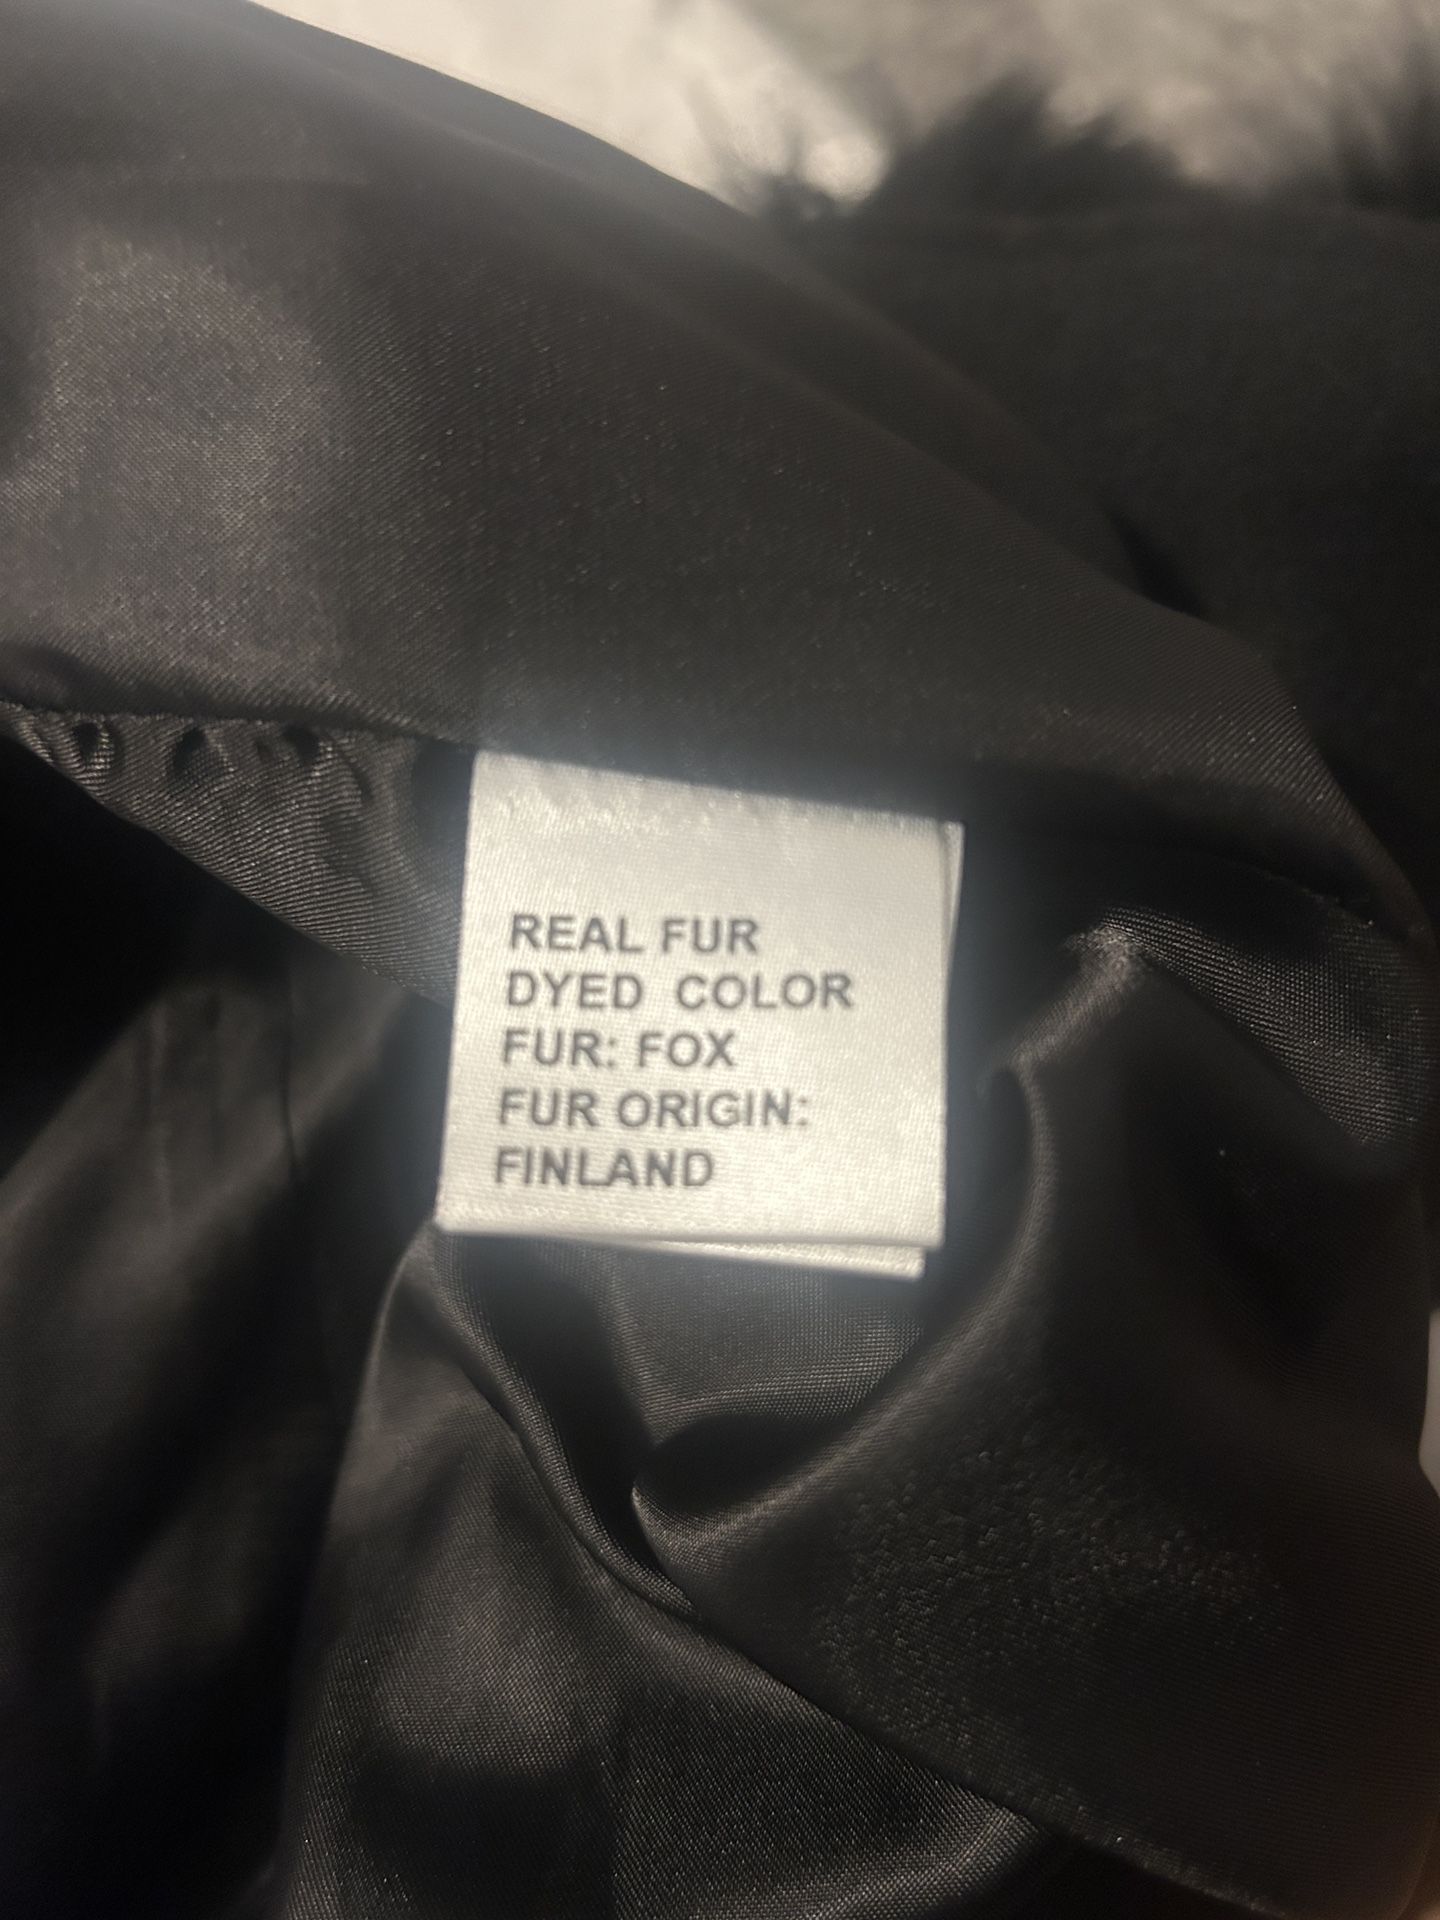 REAL FUR
DYED COLOR
FUR: FOX
FUR ORIGIN:
FINLAND